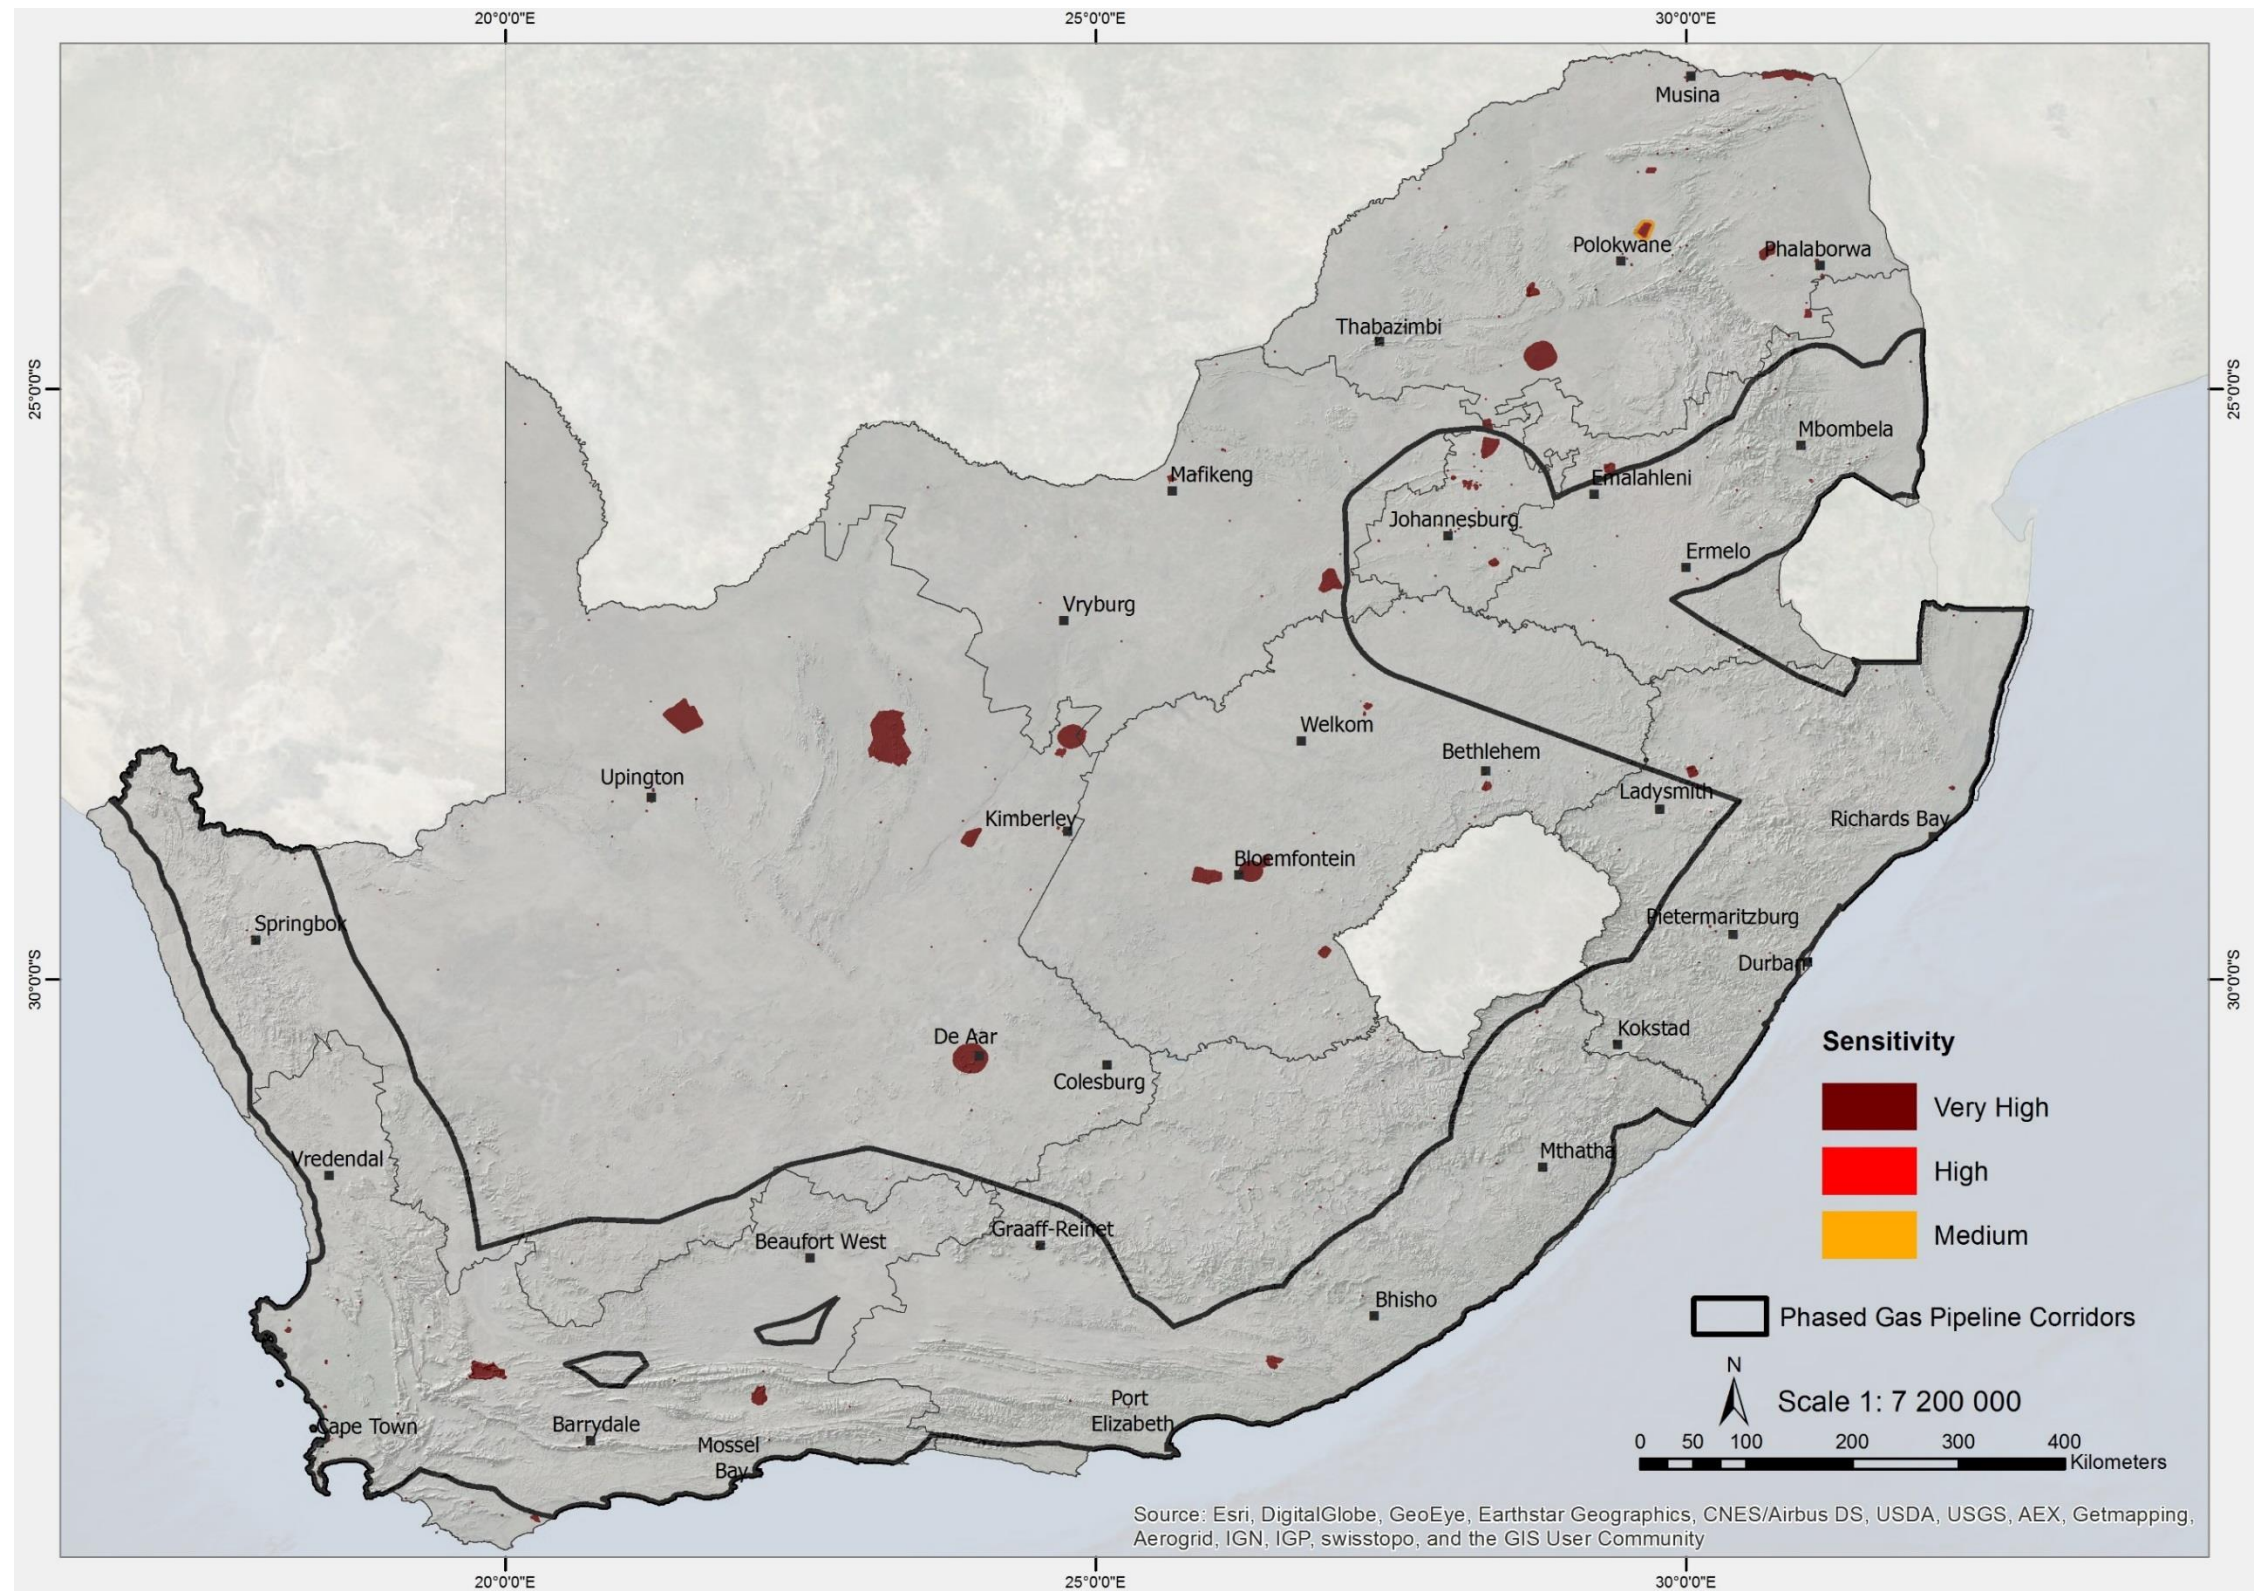 20°0'0"E
25°0'0"E
30°0'0"E
Musina
Polokwane
Phalaborwa
Thabazimbi
25°0'0"S
25°0'0"S
Mbombela
Mafikeng
Emalahleni
Johannesburg
Ermelo
Vryburg
Welkom
Bethlehem
Upington
Ladysmith
Kimberley
Richards Bay
Bloemfontein
Springbok
Pietermaritzburg
Durban
30°0'0"S
30°0'0"S
De Aar
Kokstad
Colesburg
Sensitivity
Very High
Mthatha
Vredendal
High
Graaff-Reinet
Beaufort West
Medium
Bhisho
Phased Gas Pipeline Corridors
N
Scale 1: 7 200 000
Port
Elizabeth
Cape Town
Barrydale
Mossel
Bay
0 50 100 200 300 400
Kilometers
Source: Esri, DigitalGlobe, GeoEye, Earthstar Geographics, CNES/Airbus DS, USDA, USGS, AEX, Getmapping,
Aerogrid, IGN, IGP, swisstopo, and the GIS User Community
20°0'0"E
25°0'0"E
30°0'0"E